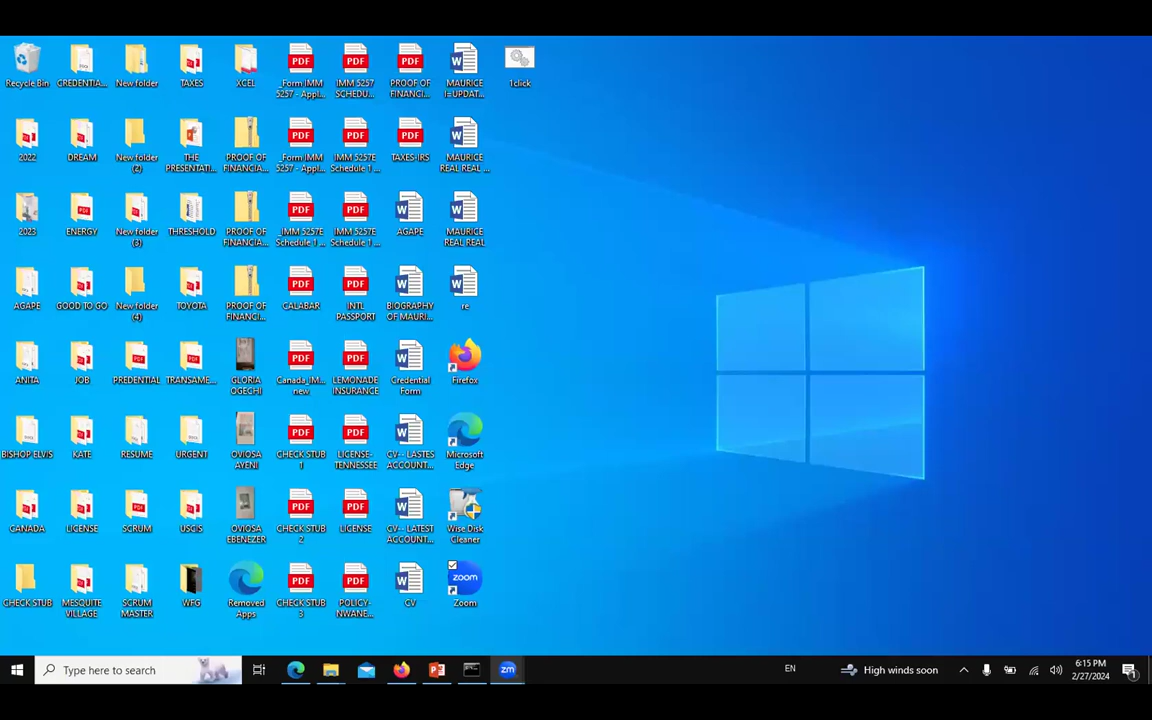 Recycle Bin
CREDENTIA...
New folder
TAXES
XCEL
_Form IMM
5257 - Appl...
IMM 5257
SCHEDU...
PROOF OF
FINANCI...
MAURICE
I=UPDAT...
1click
2022
DREAM
New folder
(2)
THE
PRESENTATI...
PROOF OF
FINANCIA...
_Form IMM
5257 - Appl...
IMM 5257E
Schedule 1 ...
TAXES-IRS
MAURICE
REAL REAL ...
2023
ENERGY
New folder
(3)
THRESHOLD
PROOF OF
FINANCIA...
_IMM 5257E
Schedule 1 ...
IMM 5257E
Schedule 1 ...
AGAPE
MAURICE
REAL REAL
AGAPE
GOOD TO GO
New folder
(4)
TOYOTA
PROOF OF
FINANCI...
CALABAR
INTL
PASSPORT
BIOGRAPHY
OF MAURI...
re
ANITA
JOB
PREDENTIAL
TRANSAME...
GLORIA
OGECHI
Canada_IM...
new
LEMONADE
INSURANCE
Credential
Form
Firefox
BISHOP ELVIS
KATE
RESUME
URGENT
OVIOSA
AYENI
CHECK STUB
1
LICENSE-
TENNESSEE
CV-- LASTES
ACCOUNT...
Microsoft
Edge
CANADA
LICENSE
SCRUM
USCIS
OVIOSA
EBENEZER
CHECK STUB
2
LICENSE
CV-- LATEST
ACCOUNT...
Wise Disk
Cleaner
CHECK STUB
MESQUITE
VILLAGE
SCRUM
MASTER
WFG
Removed
Apps
CHECK STUB
3
POLICY-
NWANE...
CV
zoom
Zoom
Type here to search
zm
EN
High winds soon
6:15 PM
2/27/2024
1